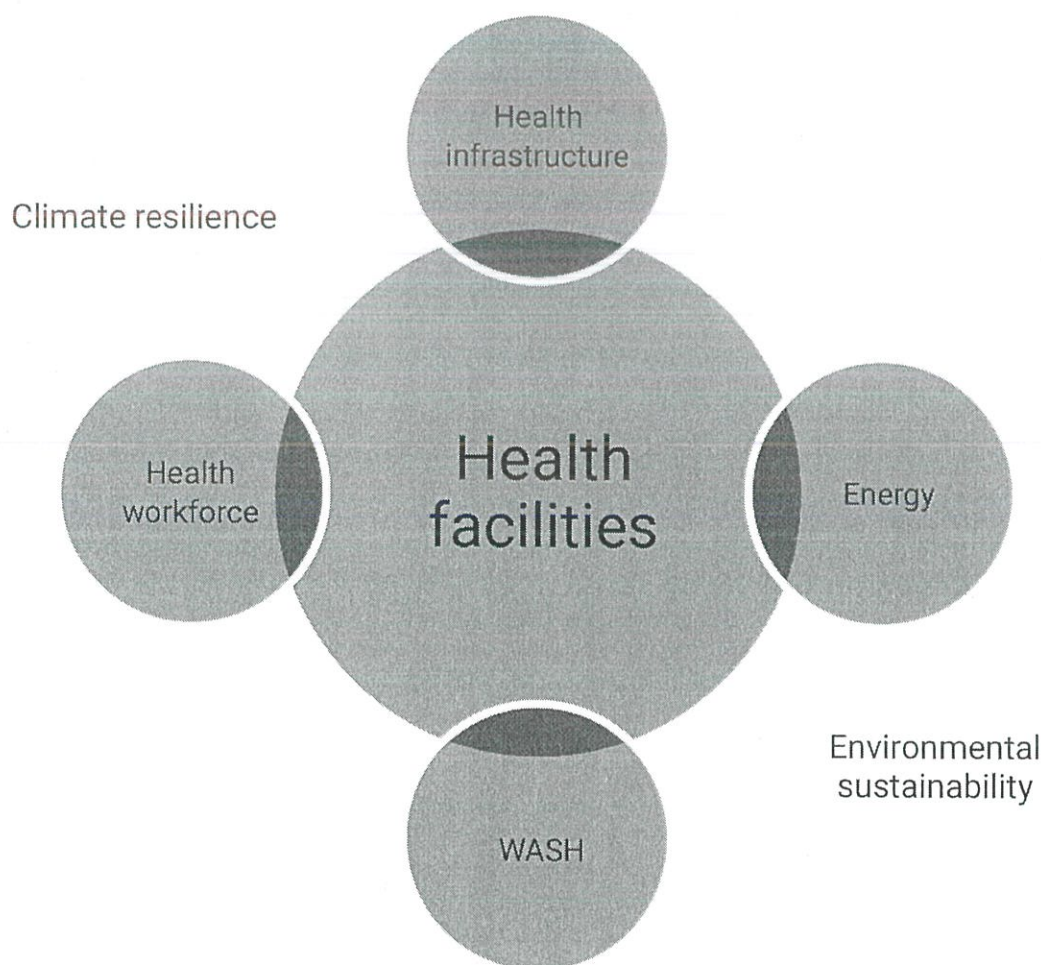 Health
infrastructure
Climate resilience
Health
workforce
Health
facilities
Energy
Environmental
sustainability
WASH